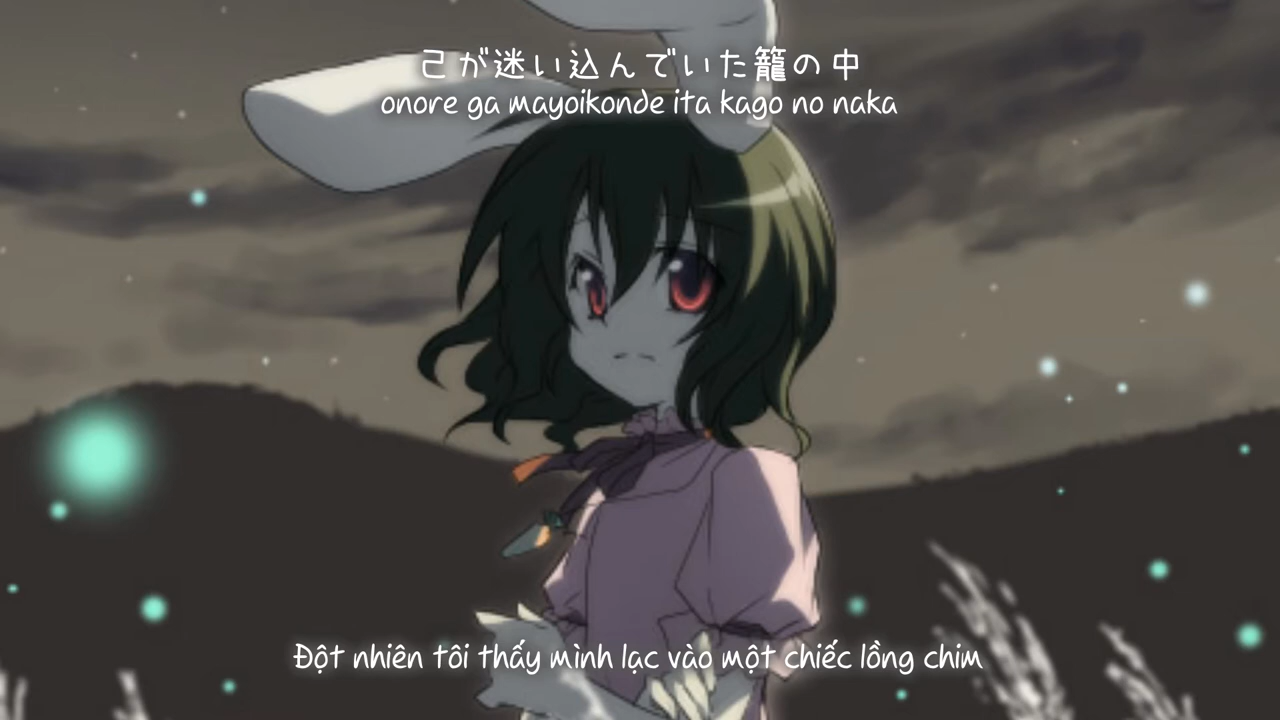 己が迷い込んでいた籠の中
onore ga mayoikonde ita kago no naka
Đột nhiên tôi thấy mình lạc vào một chiếc lồng chim